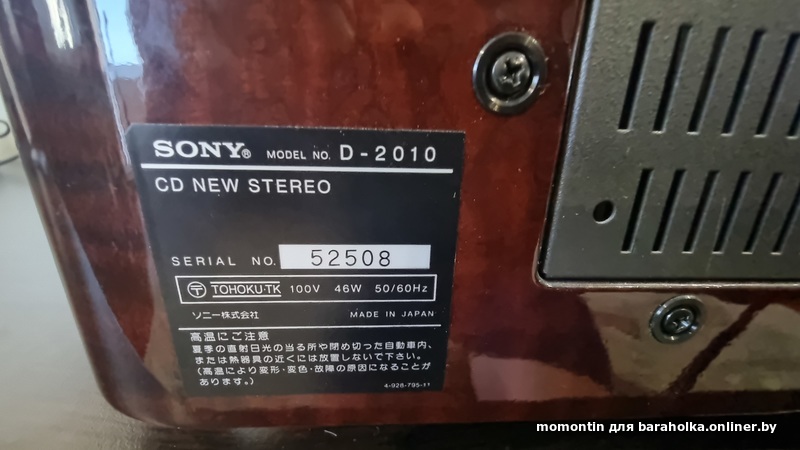 SONY® MODEL NO. D-2010
CD NEW STEREO
SERIAL NO. 52508
〒 TOHOKU-TK 100V 46W 50/60Hz
ソニー株式会社 MADE IN JAPAN
高温にご注意
夏季の直射日光の当る所や閉め切った自動車内、
または熱器具の近くには放置しないで下さい。
(高温により変形・変色・故障の原因になることが
あります。)
4-928-795-11
momontin для baraholka.onliner.by